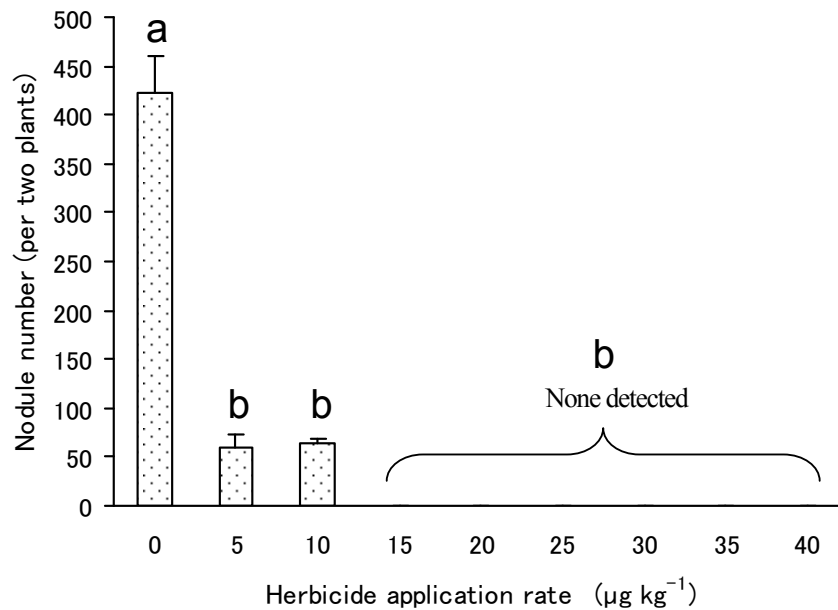 Nodule number (per two plants)
500
450
400
350
300
250
200
150
100
50
0
a
b
b
b
None detected
0 5 10 15 20 25 30 35 40
Herbicide application rate (µg kg⁻¹)